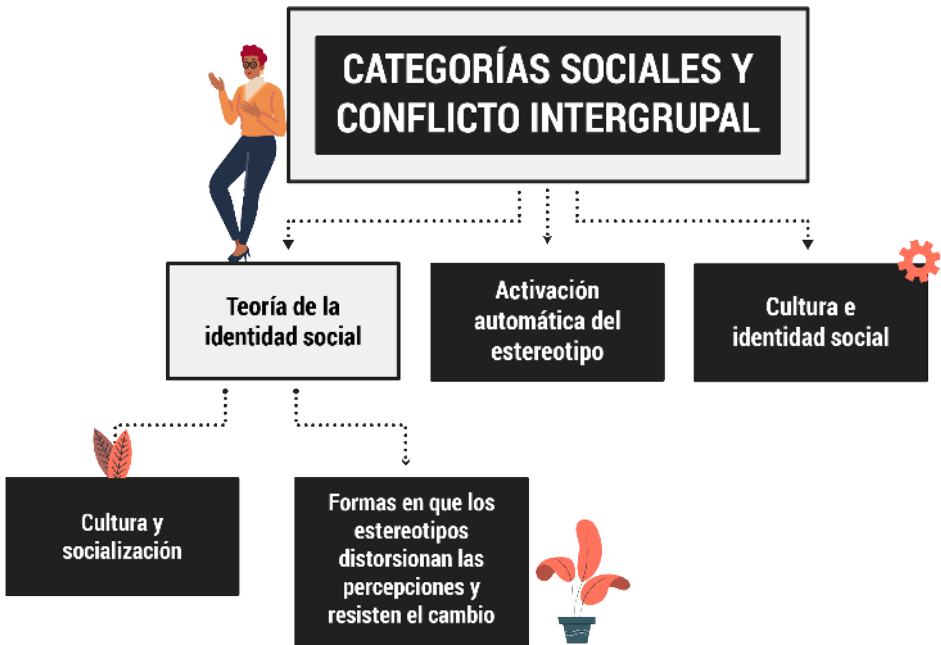 CATEGORÍAS SOCIALES Y
CONFLICTO INTERGRUPAL
Teoría de la
identidad social
Activación
automática del
estereotipo
Cultura e
identidad social
Cultura y
socialización
Formas en que los
estereotipos
distorsionan las
percepciones y
resisten el cambio